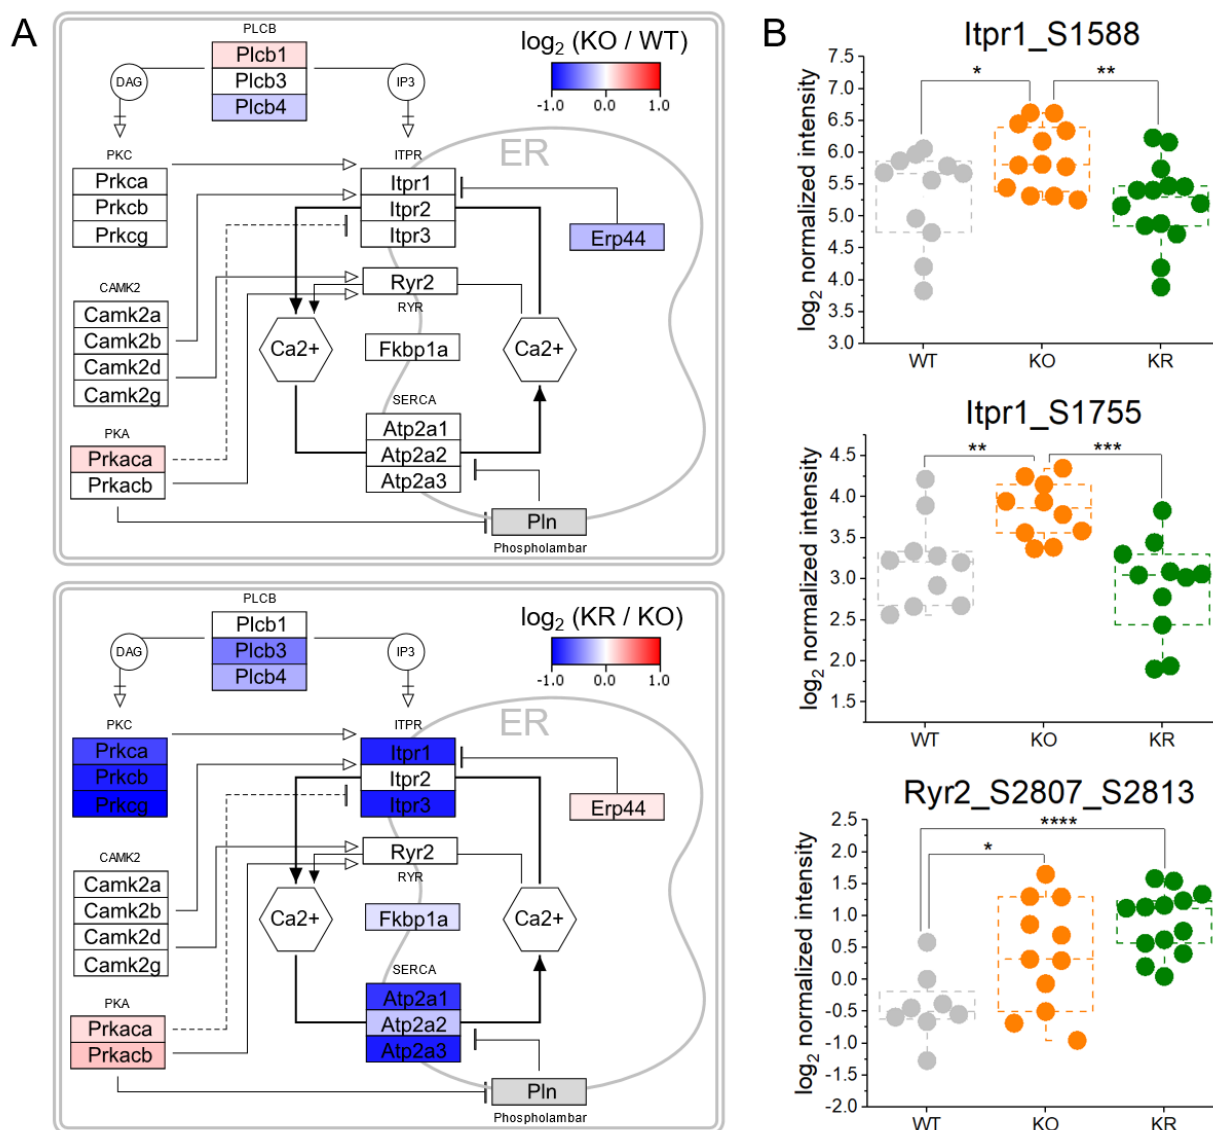 A
PLCB
Plcb1
Plcb3
Plcb4
DAG
IP3
log2 (KO / WT)
-1.0 0.0 1.0
PKC
Prkca
Prkcb
Prkcg
ITPR
Itpr1
Itpr2
Itpr3
ER
Erp44
Ryr2
RYR
CAMK2
Camk2a
Camk2b
Camk2d
Camk2g
Ca2+
Fkbp1a
Ca2+
SERCA
Atp2a1
Atp2a2
Atp2a3
PKA
Prkaca
Prkacb
Pln
Phospholambar
PLCB
Plcb1
Plcb3
Plcb4
DAG
IP3
log2 (KR / KO)
-1.0 0.0 1.0
PKC
Prkca
Prkcb
Prkcg
ITPR
Itpr1
Itpr2
Itpr3
ER
Erp44
Ryr2
RYR
CAMK2
Camk2a
Camk2b
Camk2d
Camk2g
Ca2+
Fkbp1a
Ca2+
SERCA
Atp2a1
Atp2a2
Atp2a3
PKA
Prkaca
Prkacb
Pln
Phospholambar
B
Itpr1_S1588
log2 normalized intensity
7.5
7.0
6.5
6.0
5.5
5.0
4.5
4.0
3.5
3.0
* **
WT KO KR
Itpr1_S1755
log2 normalized intensity
4.5
4.0
3.5
3.0
2.5
2.0
1.5
** ***
WT KO KR
Ryr2_S2807_S2813
log2 normalized intensity
2.5
2.0
1.5
1.0
0.5
0.0
-0.5
-1.0
-1.5
-2.0
****
*
WT KO KR